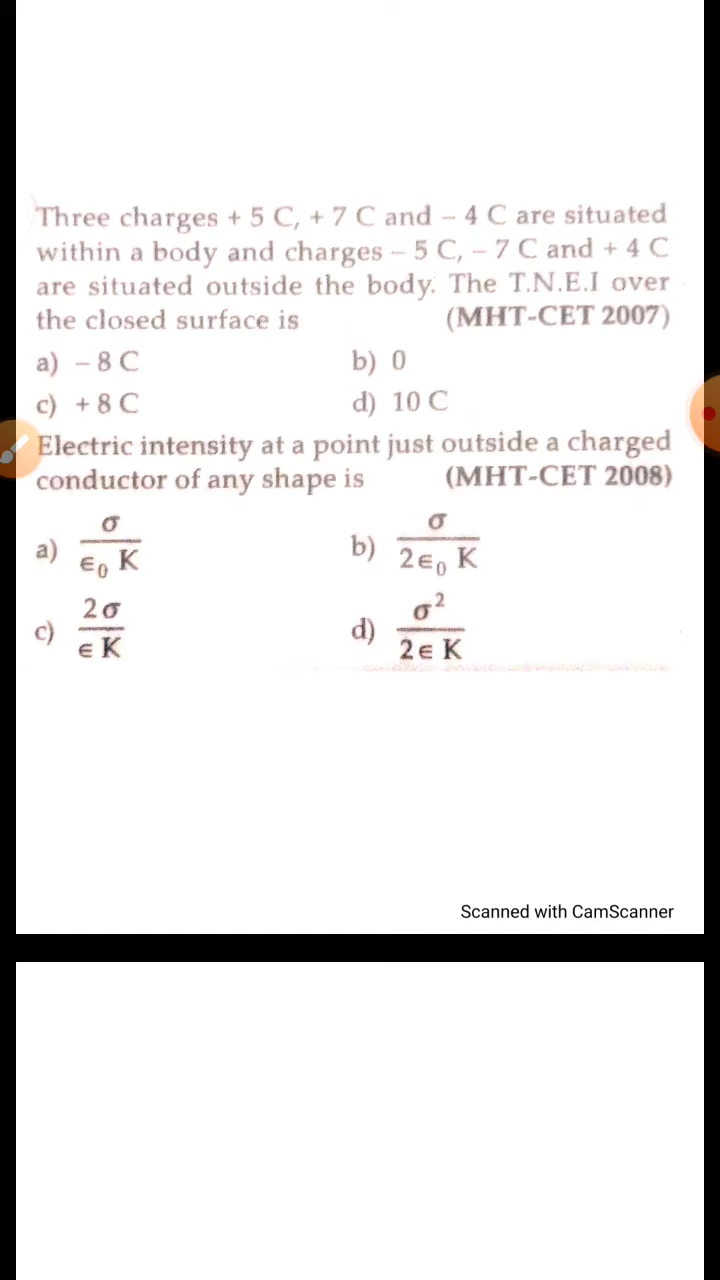 Three charges + 5 C, + 7 C and – 4 C are situated
within a body and charges – 5 C, – 7 C and + 4 C
are situated outside the body. The T.N.E.I over
the closed surface is (MHT-CET 2007)
a) – 8 C b) 0
c) + 8 C d) 10 C
Electric intensity at a point just outside a charged
conductor of any shape is (MHT-CET 2008)
a) σ/∈₀ K b) σ/2∈₀ K
c) 2σ/∈ K d) σ²/2∈ K
Scanned with CamScanner